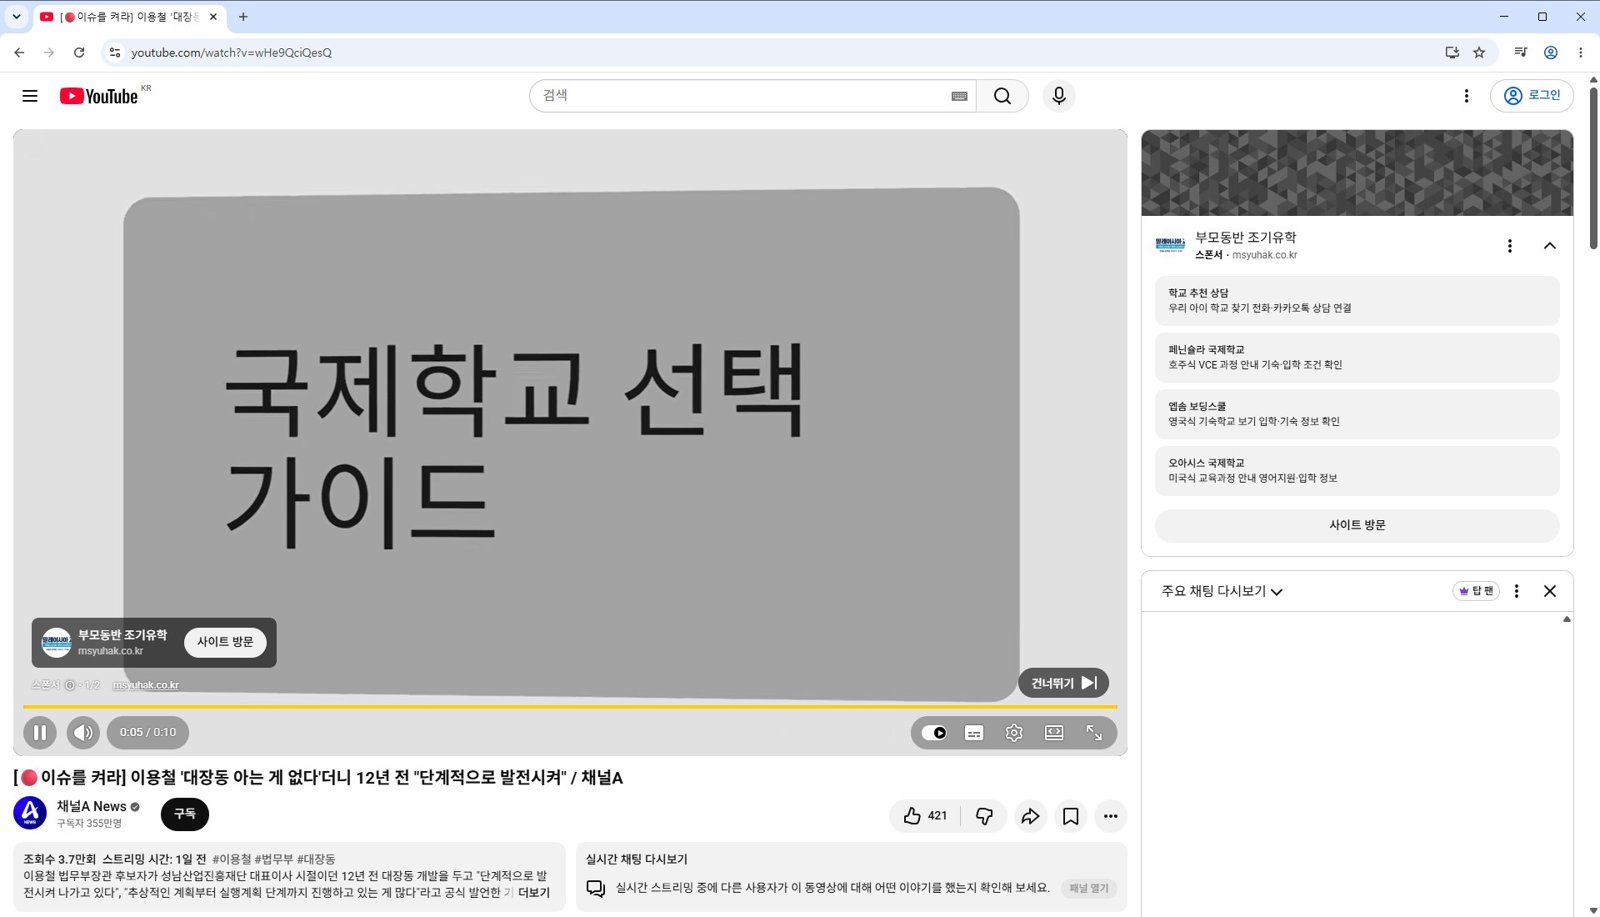 [🔴이슈를 켜라] 이용철 '대장동
youtube.com/watch?v=wHe9QciQesQ
YouTube KR
검색
로그인
국제학교 선택
가이드
부모동반 조기유학
msyuhak.co.kr
사이트 방문
스폰서 · 1/2 msyuhak.co.kr
건너뛰기
0:05 / 0:10
부모동반 조기유학
스폰서 · msyuhak.co.kr
학교 추천 상담
우리 아이 학교 찾기 전화·카카오톡 상담 연결
페닌슐라 국제학교
호주식 VCE 과정 안내 기숙·입학 조건 확인
엡솜 보딩스쿨
영국식 기숙학교 보기 입학·기숙 정보 확인
오아시스 국제학교
미국식 교육과정 안내 영어지원·입학 정보
사이트 방문
주요 채팅 다시보기
탑 팬
[🔴이슈를 켜라] 이용철 '대장동 아는 게 없다'더니 12년 전 "단계적으로 발전시켜" / 채널A
채널A News
구독자 355만명
구독
421
조회수 3.7만회 스트리밍 시간: 1일 전 #이용철 #법무부 #대장동
이용철 법무부장관 후보자가 성남산업진흥재단 대표이사 시절이던 12년 전 대장동 개발을 두고 "단계적으로 발
전시켜 나가고 있다", "추상적인 계획부터 실행계획 단계까지 진행하고 있는 게 많다"라고 공식 발언한 기 더보기
실시간 채팅 다시보기
실시간 스트리밍 중에 다른 사용자가 이 동영상에 대해 어떤 이야기를 했는지 확인해 보세요.
패널 열기